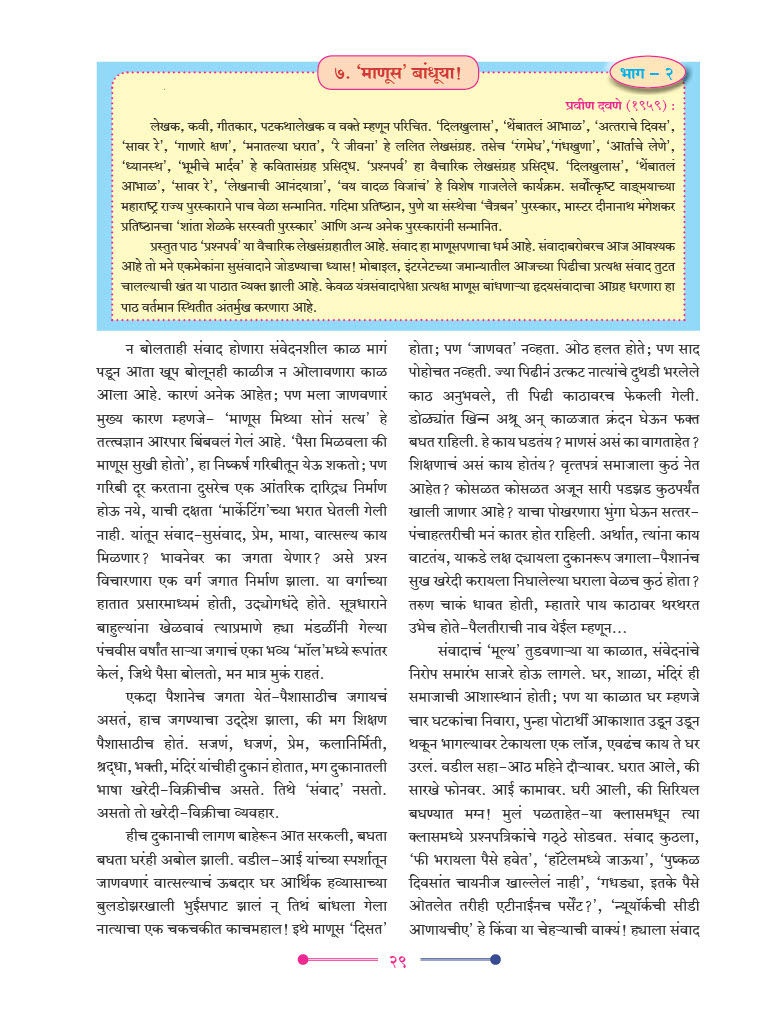 ७. ‘माणूस’ बांधूया!
भाग – २
प्रवीण दवणे (१९५९) :
लेखक, कवी, गीतकार, पटकथालेखक व वक्ते म्हणून परिचित. ‘दिलखुलास’, ‘थेंबातलं आभाळ’, ‘अत्तराचे दिवस’,
‘सावर रे’, ‘गाणारे क्षण’, ‘मनातल्या घरात’, ‘रे जीवना’ हे ललित लेखसंग्रह. तसेच ‘रंगमेघ’,‘गंधखुणा’, ‘आर्ताचे लेणे’,
‘ध्यानस्थ’, ‘भूमीचे मार्दव’ हे कवितासंग्रह प्रसिद्ध. ‘प्रश्नपर्व’ हा वैचारिक लेखसंग्रह प्रसिद्ध. ‘दिलखुलास’, ‘थेंबातलं
आभाळ’, ‘सावर रे’, ‘लेखनाची आनंदयात्रा’, ‘वय वादळ विजांचं’ हे विशेष गाजलेले कार्यक्रम. सर्वोत्कृष्ट वाङ्मयाच्या
महाराष्ट्र राज्य पुरस्काराने पाच वेळा सन्मानित. गदिमा प्रतिष्ठान, पुणे या संस्थेचा ‘चैत्रबन’ पुरस्कार, मास्टर दीनानाथ मंगेशकर
प्रतिष्ठानचा ‘शांता शेळके सरस्वती पुरस्कार’ आणि अन्य अनेक पुरस्कारांनी सन्मानित.
प्रस्तुत पाठ ‘प्रश्नपर्व’ या वैचारिक लेखसंग्रहातील आहे. संवाद हा माणूसपणाचा धर्म आहे. संवादाबरोबरच आज आवश्यक
आहे तो मने एकमेकांना सुसंवादाने जोडण्याचा ध्यास! मोबाइल, इंटरनेटच्या जमान्यातील आजच्या पिढीचा प्रत्यक्ष संवाद तुटत
चालल्याची खंत या पाठात व्यक्त झाली आहे. केवळ यंत्रसंवादापेक्षा प्रत्यक्ष माणूस बांधणाऱ्या हृदयसंवादाचा आग्रह धरणारा हा
पाठ वर्तमान स्थितीत अंतर्मुख करणारा आहे.
न बोलताही संवाद होणारा संवेदनशील काळ मागं
पडून आता खूप बोलूनही काळीज न ओलावणारा काळ
आला आहे. कारणं अनेक आहेत; पण मला जाणवणारं
मुख्य कारण म्हणजे– ‘माणूस मिथ्या सोनं सत्य’ हे
तत्त्वज्ञान आरपार बिंबवलं गेलं आहे. ‘पैसा मिळवला की
माणूस सुखी होतो’, हा निष्कर्ष गरिबीतून येऊ शकतो; पण
गरिबी दूर करताना दुसरेच एक आंतरिक दारिद्र्य निर्माण
होऊ नये, याची दक्षता ‘मार्केटिंग’च्या भरात घेतली गेली
नाही. यांतून संवाद–सुसंवाद, प्रेम, माया, वात्सल्य काय
मिळणार? भावनेवर का जगता येणार? असे प्रश्न
विचारणारा एक वर्ग जगात निर्माण झाला. या वर्गाच्या
हातात प्रसारमाध्यमं होती, उद्योगधंदे होते. सूत्रधाराने
बाहुल्यांना खेळवावं त्याप्रमाणे ह्या मंडळींनी गेल्या
पंचवीस वर्षांत साऱ्या जगाचं एका भव्य ‘मॉल’मध्ये रूपांतर
केलं, जिथे पैसा बोलतो, मन मात्र मुकं राहतं.
एकदा पैशानेच जगता येतं–पैशासाठीच जगायचं
असतं, हाच जगण्याचा उद्देश झाला, की मग शिक्षण
पैशासाठीच होतं. सजणं, धजणं, प्रेम, कलानिर्मिती,
श्रद्धा, भक्ती, मंदिरं यांचीही दुकानं होतात, मग दुकानातली
भाषा खरेदी–विक्रीचीच असते. तिथे ‘संवाद’ नसतो.
असतो तो खरेदी–विक्रीचा व्यवहार.
हीच दुकानाची लागण बाहेरून आत सरकली, बघता
बघता घरंही अबोल झाली. वडील–आई यांच्या स्पर्शातून
जाणवणारं वात्सल्याचं ऊबदार घर आर्थिक हव्यासाच्या
बुलडोझरखाली भुईसपाट झालं न् तिथं बांधला गेला
नात्याचा एक चकचकीत काचमहाल! इथे माणूस ‘दिसत’
होता; पण ‘जाणवत’ नव्हता. ओठ हलत होते; पण साद
पोहोचत नव्हती. ज्या पिढीनं उत्कट नात्यांचे दुथडी भरलेले
काठ अनुभवले, ती पिढी काठावरच फेकली गेली.
डोळ्यांत खिन्न अश्रू अन् काळजात क्रंदन घेऊन फक्त
बघत राहिली. हे काय घडतंय? माणसं असं का वागताहेत?
शिक्षणाचं असं काय होतंय? वृत्तपत्रं समाजाला कुठं नेत
आहेत? कोसळत कोसळत अजून सारी पडझड कुठपर्यंत
खाली जाणार आहे? याचा पोखरणारा भुंगा घेऊन सत्तर–
पंचाहत्तरीची मनं कातर होत राहिली. अर्थात, त्यांना काय
वाटतंय, याकडे लक्ष द्यायला दुकानरूप जगाला–पैशानंच
सुख खरेदी करायला निघालेल्या घराला वेळच कुठं होता?
तरुण चाकं धावत होती, म्हातारे पाय काठावर थरथरत
उभेच होते–पैलतीराची नाव येईल म्हणून...
संवादाचं ‘मूल्य’ तुडवणाऱ्या या काळात, संवेदनांचे
निरोप समारंभ साजरे होऊ लागले. घर, शाळा, मंदिरं ही
समाजाची आशास्थानं होती; पण या काळात घर म्हणजे
चार घटकांचा निवारा, पुन्हा पोटार्थी आकाशात उडून उडून
थकून भागल्यावर टेकायला एक लॉज, एवढंच काय ते घर
उरलं. वडील सहा–आठ महिने दौऱ्यावर. घरात आले, की
सारखे फोनवर. आई कामावर. घरी आली, की सिरियल
बघण्यात मग्न! मुलं पळताहेत–या क्लासमधून त्या
क्लासमध्ये प्रश्नपत्रिकांचे गठ्ठे सोडवत. संवाद कुठला,
‘फी भरायला पैसे हवेत’, ‘हॉटेलमध्ये जाऊया’, ‘पुष्कळ
दिवसांत चायनीज खाल्लेलं नाही’, ‘गधड्या, इतके पैसे
ओतलेत तरीही एटीनाईनच पर्सेंट?’, ‘न्यूयॉर्कची सीडी
आणायचीए’ हे किंवा या चेहऱ्याची वाक्यं! ह्याला संवाद
२९